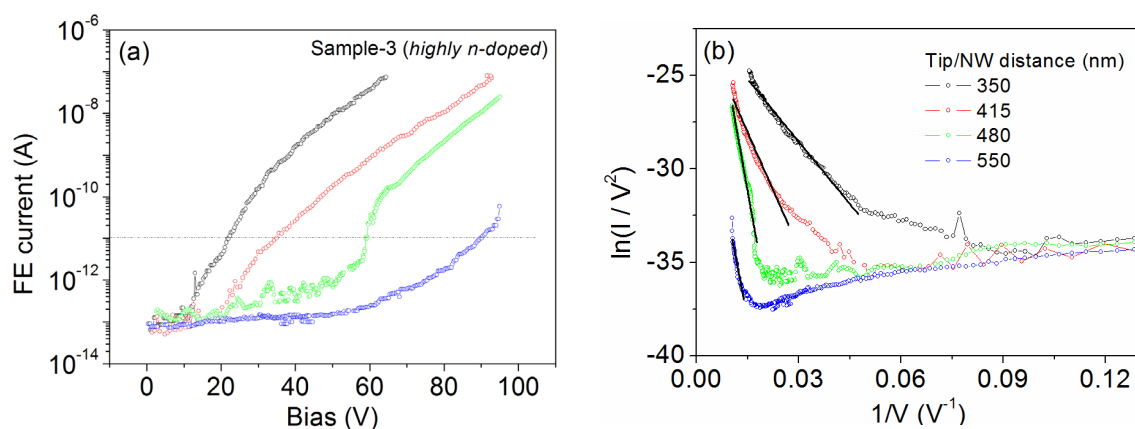 (a)
Sample-3 (highly n-doped)
FE current (A)
10⁻⁶
10⁻⁸
10⁻¹⁰
10⁻¹²
10⁻¹⁴
0 20 40 60 80 100
Bias (V)
(b)
Tip/NW distance (nm)
350
415
480
550
ln(I / V²)
-25
-30
-35
-40
0.00 0.03 0.06 0.09 0.12
1/V (V⁻¹)